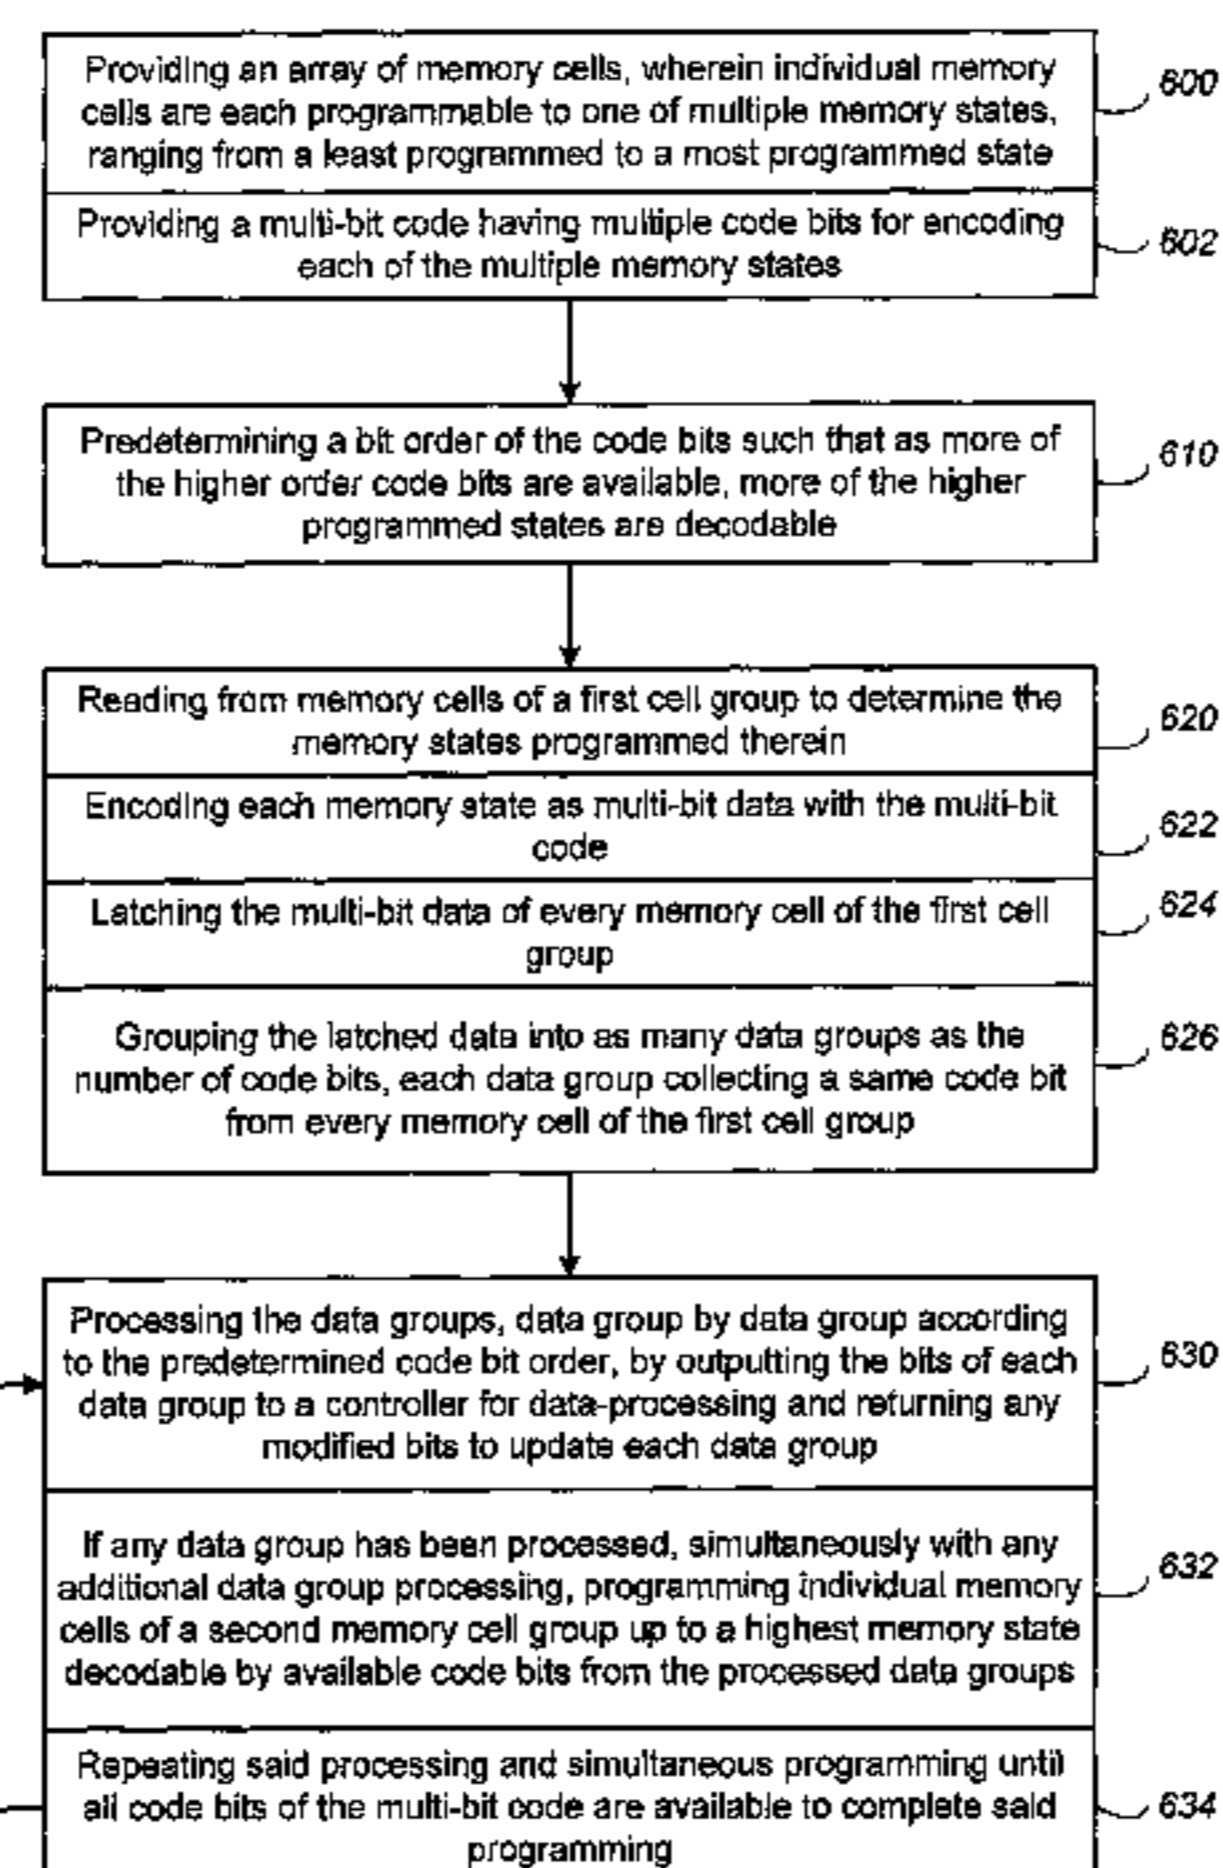 Providing an array of memory cells, wherein individual memory
cells are each programmable to one of multiple memory states,
ranging from a least programmed to a most programmed state
600
Providing a multi-bit code having multiple code bits for encoding
each of the multiple memory states
602
Predetermining a bit order of the code bits such that as more of
the higher order code bits are available, more of the higher
programmed states are decodable
610
Reading from memory cells of a first cell group to determine the
memory states programmed therein
620
Encoding each memory state as multi-bit data with the multi-bit
code
622
Latching the multi-bit data of every memory cell of the first cell
group
624
Grouping the latched data into as many data groups as the
number of code bits, each data group collecting a same code bit
from every memory cell of the first cell group
626
Processing the data groups, data group by data group according
to the predetermined code bit order, by outputting the bits of each
data group to a controller for data-processing and returning any
modified bits to update each data group
630
If any data group has been processed, simultaneously with any
additional data group processing, programming individual memory
cells of a second memory cell group up to a highest memory state
decodable by available code bits from the processed data groups
632
Repeating said processing and simultaneous programming until
all code bits of the multi-bit code are available to complete said
programming
634